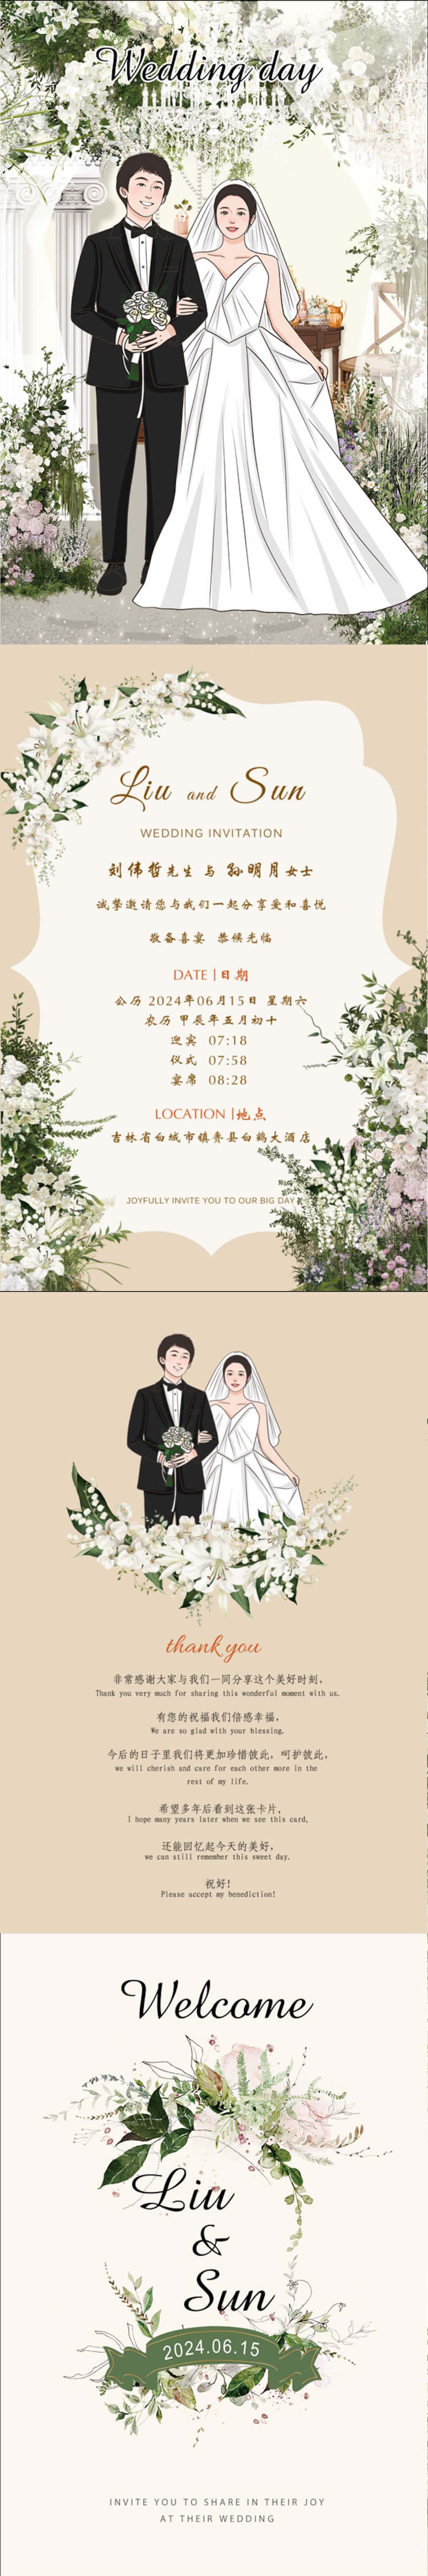 Wedding day
Liu and Sun
WEDDING INVITATION
刘伟哲先生 与 孙明月女士
诚挚邀请您与我们一起分享爱和喜悦
敬备喜宴 恭候光临
DATE |日期
公历 2024年06月15日 星期六
农历 甲辰年五月初十
迎宾 07:18
仪式 07:58
宴席 08:28
LOCATION |地点
吉林省白城市镇赉县白鹤大酒店
JOYFULLY INVITE YOU TO OUR BIG DAY
thank you
非常感谢大家与我们一同分享这个美好时刻,
Thank you very much for sharing this wonderful moment with us.
有您的祝福我们倍感幸福,
We are so glad with your blessing.
今后的日子里我们将更加珍惜彼此, 呵护彼此,
we will cherish and care for each other more in the
rest of my life.
希望多年后看到这张卡片,
I hope many years later when we see this card,
还能回忆起今天的美好,
we can still remember this sweet day.
祝好!
Please accept my benediction!
Welcome
Liu
&
Sun
2024.06.15
INVITE YOU TO SHARE IN THEIR JOY
AT THEIR WEDDING